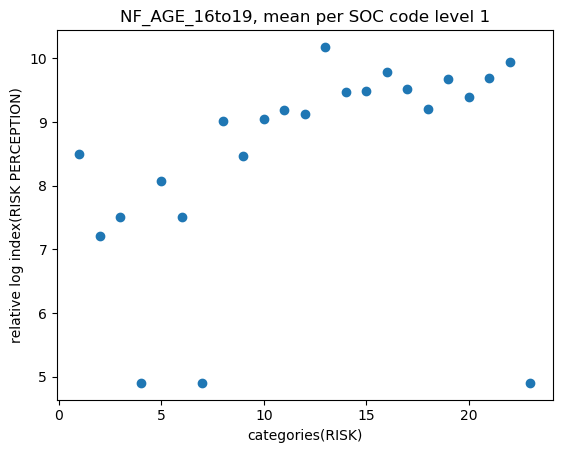 NF_AGE_16to19, mean per SOC code level 1
relative log index(RISK PERCEPTION)
10
9
8
7
6
5
0 5 10 15 20
categories(RISK)